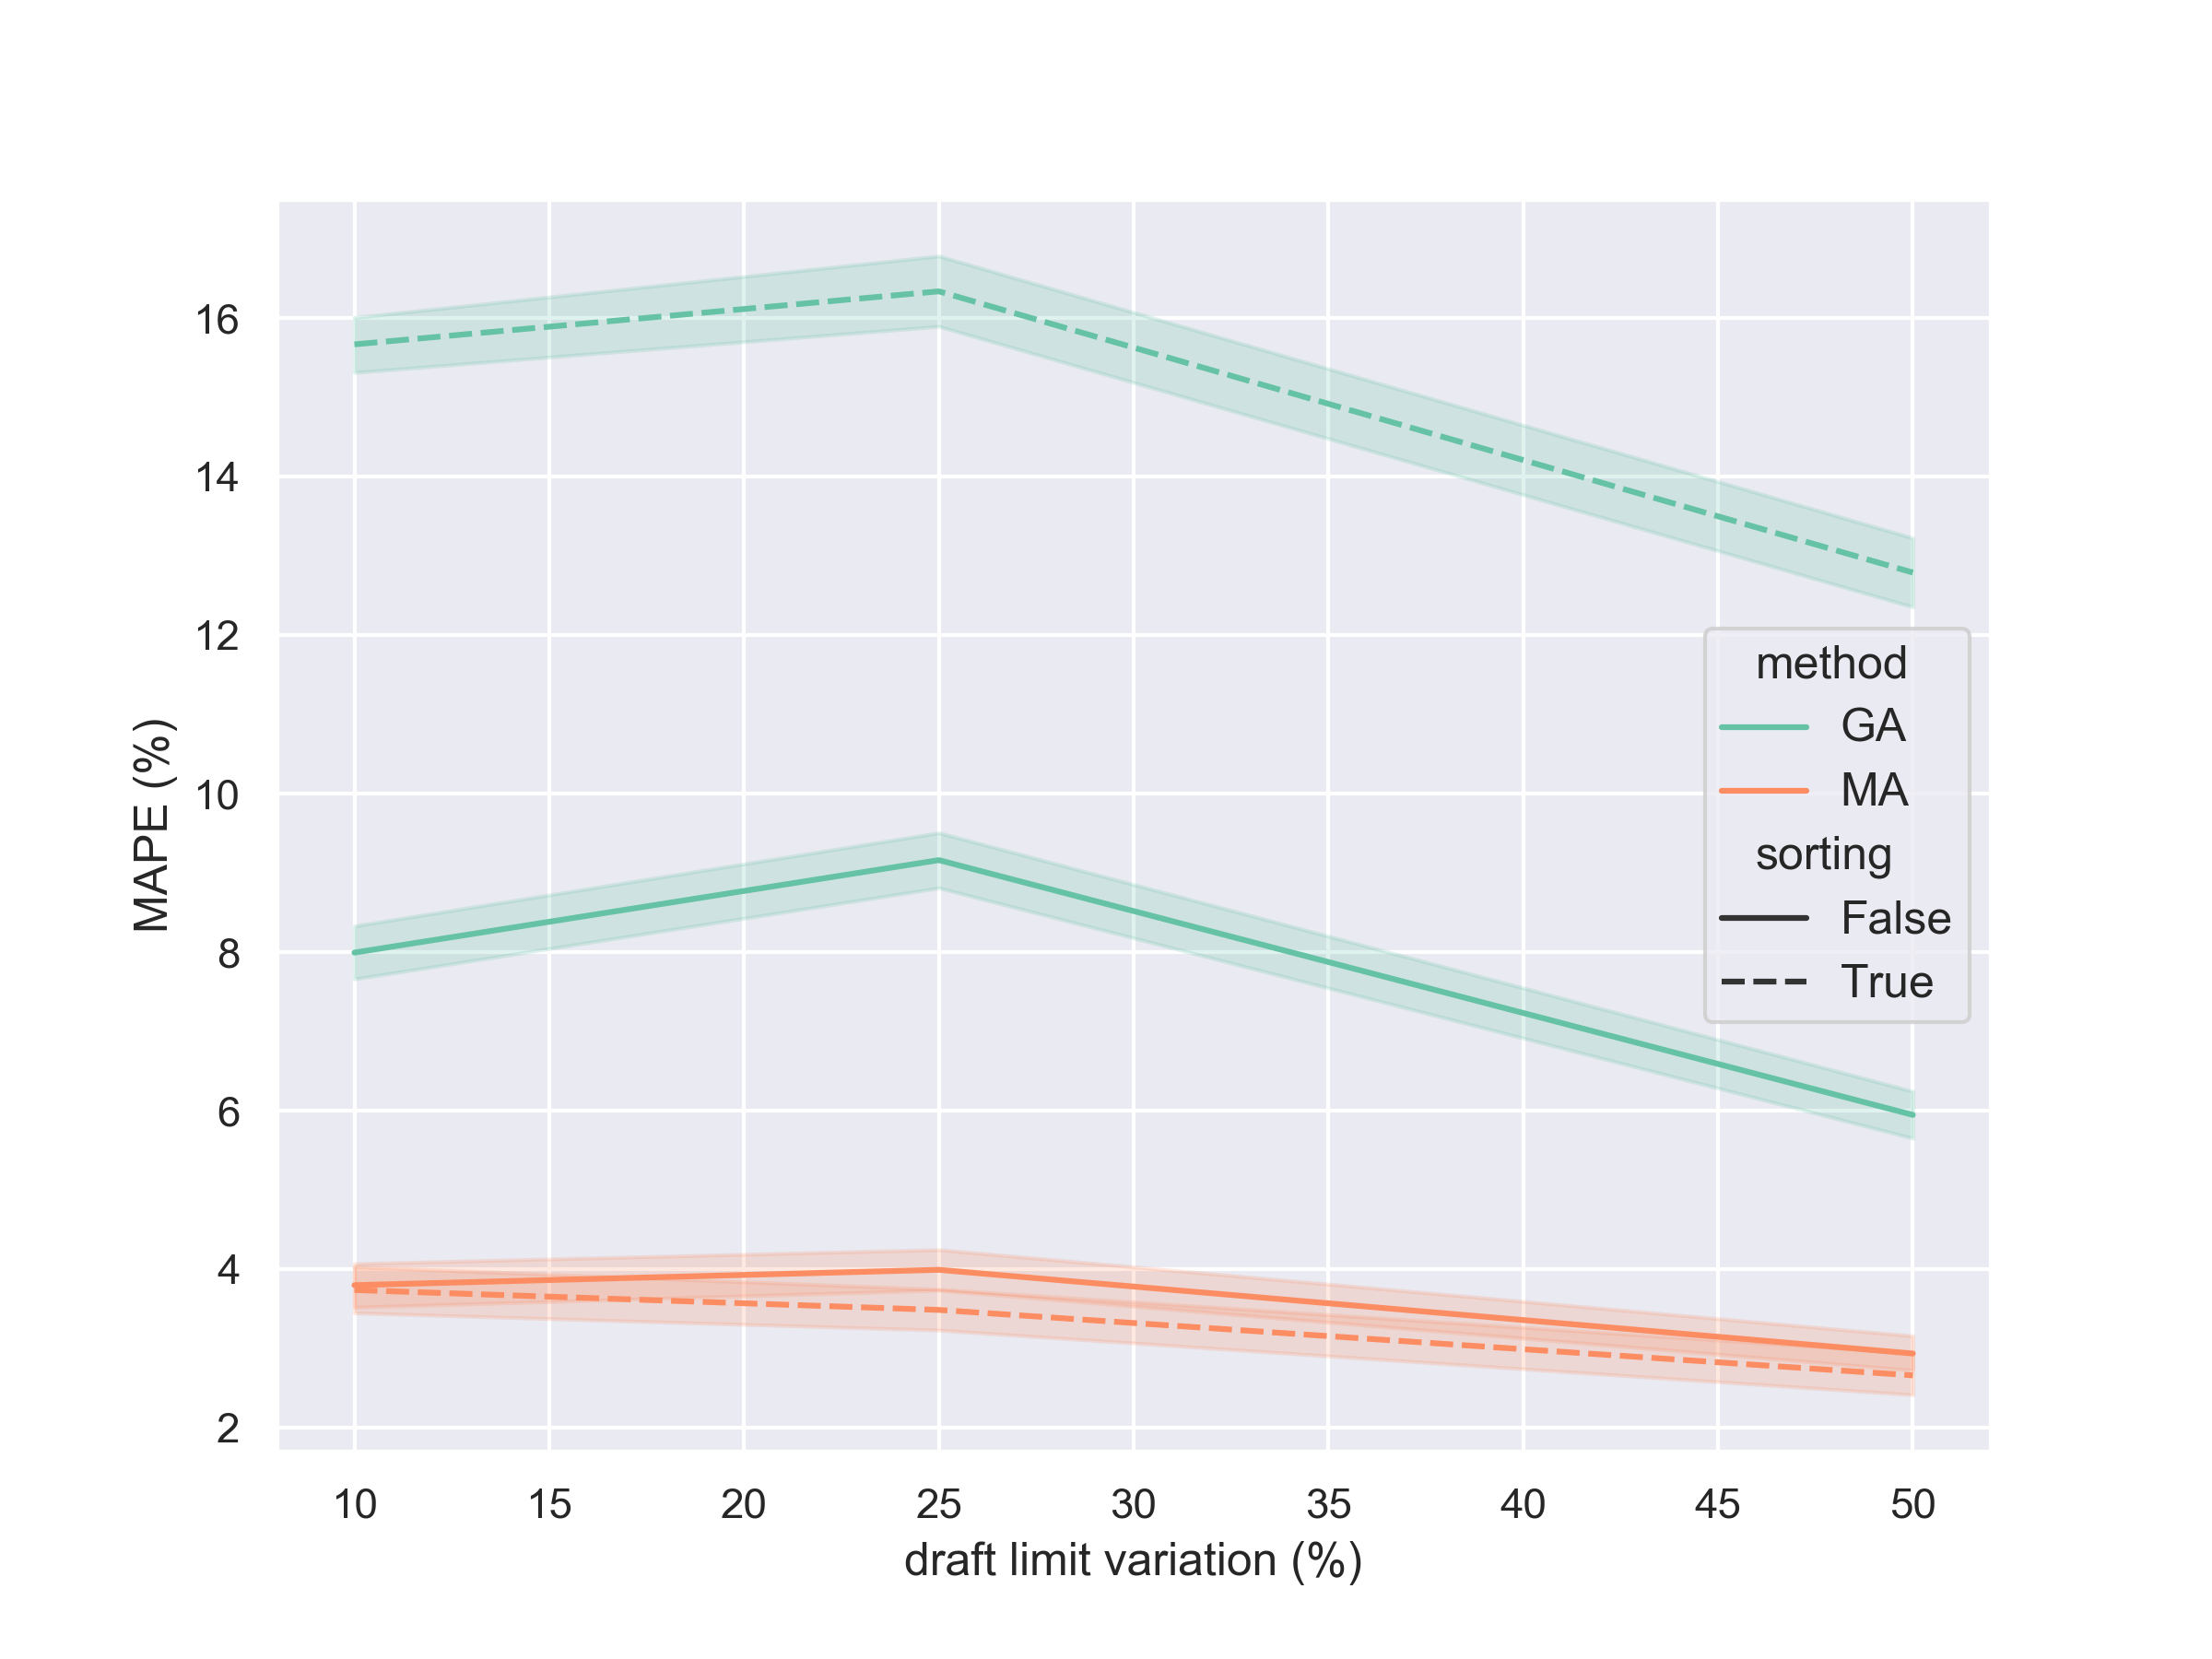 16
14
12
10
8
6
4
2
MAPE (%)
method
GA
MA
sorting
False
True
10 15 20 25 30 35 40 45 50
draft limit variation (%)